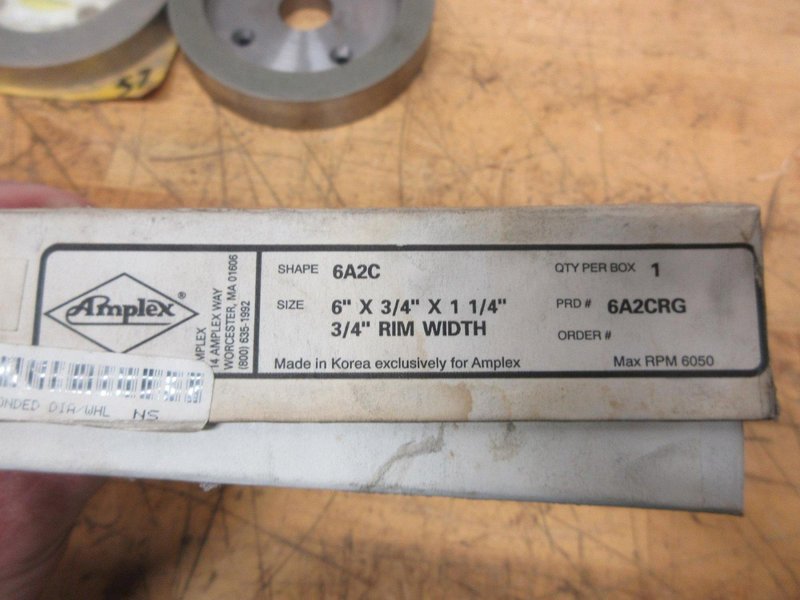 Amplex®
MPLEX
14 AMPLEX WAY
WORCESTER, MA 01606
(800) 635-1992
SHAPE 6A2C
SIZE 6" X 3/4" X 1 1/4"
3/4" RIM WIDTH
Made in Korea exclusively for Amplex
QTY PER BOX 1
PRD # 6A2CRG
ORDER #
Max RPM 6050
ONDED DIA/WHL NS